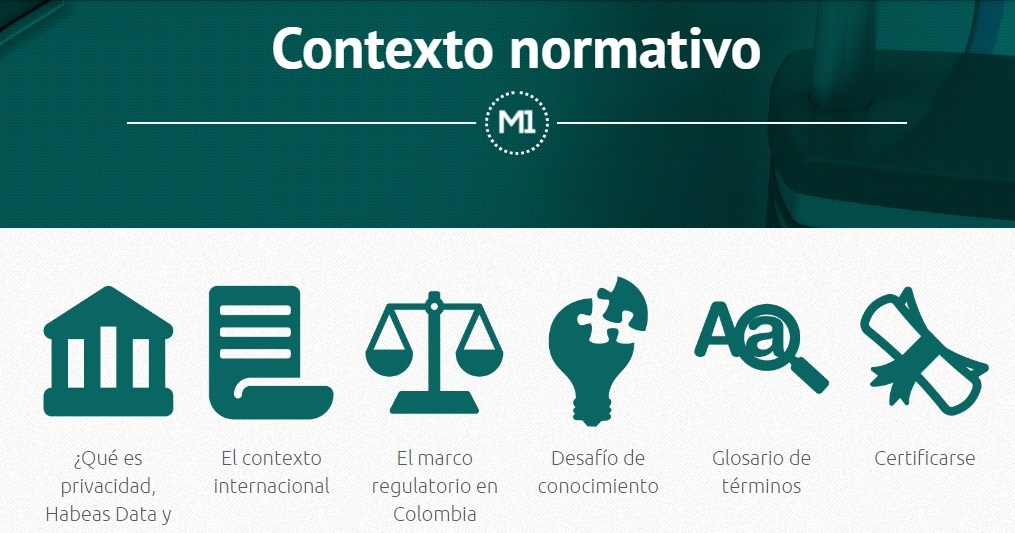 Contexto normativo
M1
¿Qué es
privacidad,
Habeas Data y
El contexto
internacional
El marco
regulatorio en
Colombia
Desafío de
conocimiento
Aa
Glosario de
términos
Certificarse